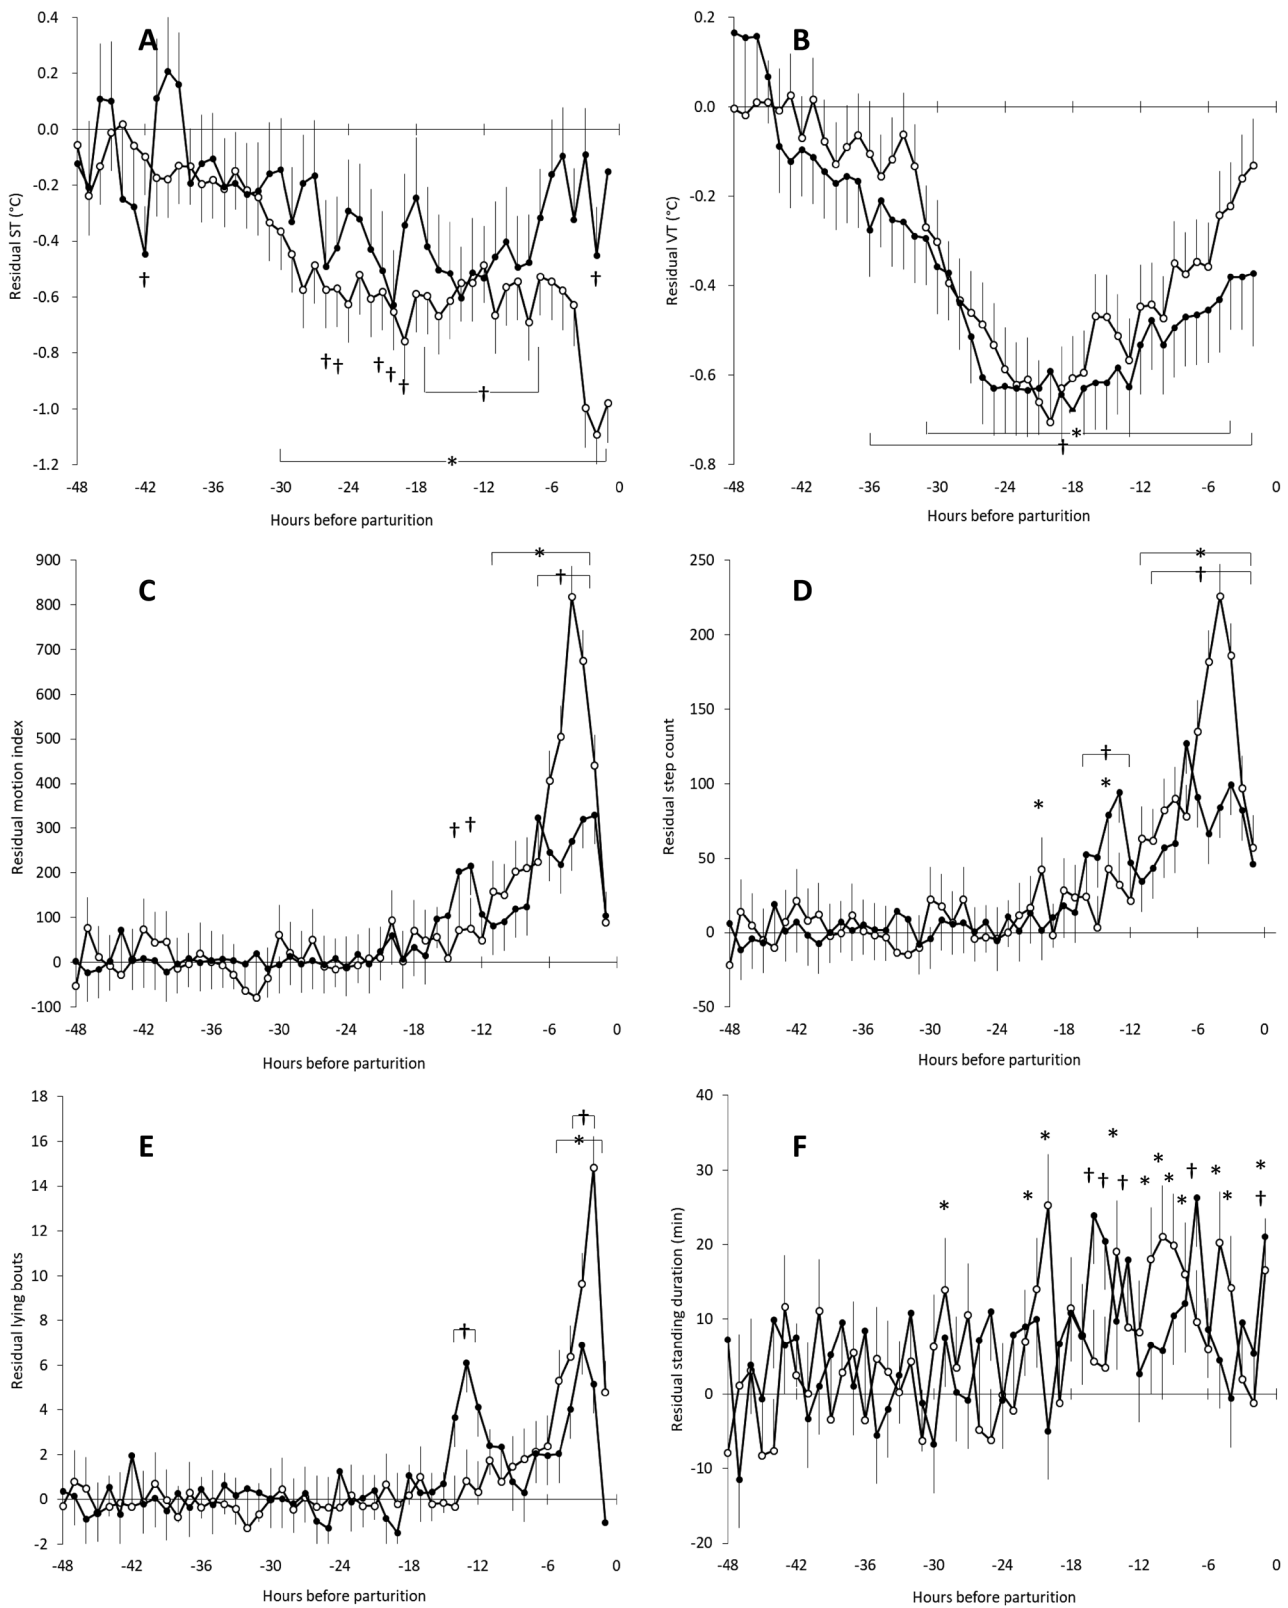 A
0.4
0.2
0.0
-0.2
-0.4
-0.6
-0.8
-1.0
-1.2
Residual ST (°C)
†
†
† †
† † †
†
*
-48 -42 -36 -30 -24 -18 -12 -6 0
Hours before parturition
B
0.2
0.0
-0.2
-0.4
-0.6
-0.8
Residual VT (°C)
*
†
-48 -42 -36 -30 -24 -18 -12 -6 0
Hours before parturition
C
900
800
700
600
500
400
300
200
100
0
-100
Residual motion index
*
†
† †
-48 -42 -36 -30 -24 -18 -12 -6 0
Hours before parturition
D
250
200
150
100
50
0
-50
Residual step count
*
†
†
* *
-48 -42 -36 -30 -24 -18 -12 -6 0
Hours before parturition
E
18
16
14
12
10
8
6
4
2
0
-2
Residual lying bouts
†
*
†
-48 -42 -36 -30 -24 -18 -12 -6 0
Hours before parturition
F
40
30
20
10
0
-10
-20
Residual standing duration (min)
* * * *
† † † * * † * *
* * * * †
-48 -42 -36 -30 -24 -18 -12 -6 0
Hours before parturition